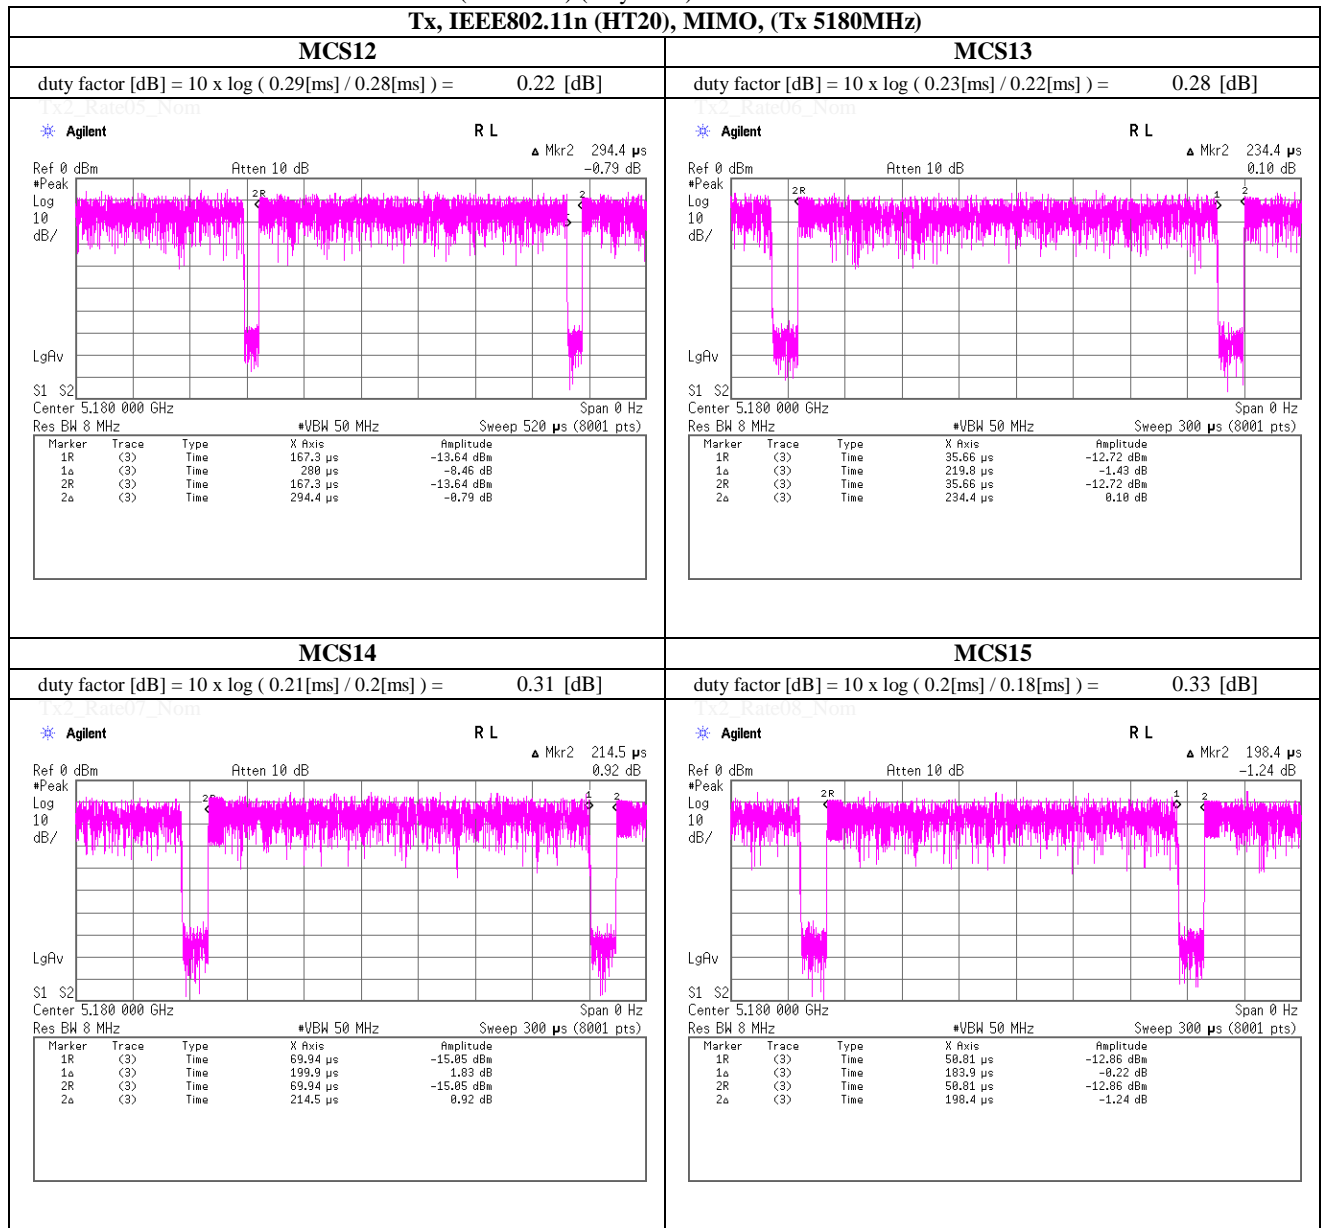 Tx, IEEE802.11n (HT20), MIMO, (Tx 5180MHz)
MCS12
duty factor [dB] = 10 x log ( 0.29[ms] / 0.28[ms] ) = 0.22 [dB]
Tx2_Rate05_Nom
Agilent R L
Δ Mkr2 294.4 µs
Ref 0 dBm Atten 10 dB -0.79 dB
#Peak
Log
10
dB/
2R
1
2
LgAv
S1 S2
Center 5.180 000 GHz Span 0 Hz
Res BW 8 MHz #VBW 50 MHz Sweep 520 µs (8001 pts)
Marker Trace Type X Axis Amplitude
1R (3) Time 167.3 µs -13.64 dBm
1Δ (3) Time 280 µs -8.46 dB
2R (3) Time 167.3 µs -13.64 dBm
2Δ (3) Time 294.4 µs -0.79 dB
MCS13
duty factor [dB] = 10 x log ( 0.23[ms] / 0.22[ms] ) = 0.28 [dB]
Tx2_Rate06_Nom
Agilent R L
Δ Mkr2 234.4 µs
Ref 0 dBm Atten 10 dB 0.10 dB
#Peak
Log
10
dB/
2R
1
2
LgAv
S1 S2
Center 5.180 000 GHz Span 0 Hz
Res BW 8 MHz #VBW 50 MHz Sweep 300 µs (8001 pts)
Marker Trace Type X Axis Amplitude
1R (3) Time 35.66 µs -12.72 dBm
1Δ (3) Time 219.8 µs -1.43 dB
2R (3) Time 35.66 µs -12.72 dBm
2Δ (3) Time 234.4 µs 0.10 dB
MCS14
duty factor [dB] = 10 x log ( 0.21[ms] / 0.2[ms] ) = 0.31 [dB]
Tx2_Rate07_Nom
Agilent R L
Δ Mkr2 214.5 µs
Ref 0 dBm Atten 10 dB 0.92 dB
#Peak
Log
10
dB/
1
2
LgAv
S1 S2
Center 5.180 000 GHz Span 0 Hz
Res BW 8 MHz #VBW 50 MHz Sweep 300 µs (8001 pts)
Marker Trace Type X Axis Amplitude
1R (3) Time 69.94 µs -15.05 dBm
1Δ (3) Time 199.9 µs 1.83 dB
2R (3) Time 69.94 µs -15.05 dBm
2Δ (3) Time 214.5 µs 0.92 dB
MCS15
duty factor [dB] = 10 x log ( 0.2[ms] / 0.18[ms] ) = 0.33 [dB]
Tx2_Rate08_Nom
Agilent R L
Δ Mkr2 198.4 µs
Ref 0 dBm Atten 10 dB -1.24 dB
#Peak
Log
10
dB/
2R
1
2
LgAv
S1 S2
Center 5.180 000 GHz Span 0 Hz
Res BW 8 MHz #VBW 50 MHz Sweep 300 µs (8001 pts)
Marker Trace Type X Axis Amplitude
1R (3) Time 50.81 µs -12.86 dBm
1Δ (3) Time 183.9 µs -0.22 dB
2R (3) Time 50.81 µs -12.86 dBm
2Δ (3) Time 198.4 µs -1.24 dB